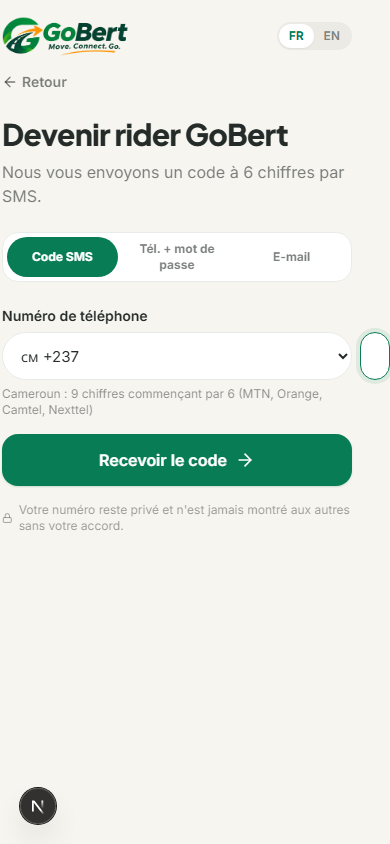 GoBert
Move. Connect. Go.
FR EN
Retour
Devenir rider GoBert
Nous vous envoyons un code à 6 chiffres par
SMS.
Code SMS
Tél. + mot de
passe
E-mail
Numéro de téléphone
CM +237
Cameroun : 9 chiffres commençant par 6 (MTN, Orange,
Camtel, Nexttel)
Recevoir le code
Votre numéro reste privé et n'est jamais montré aux autres
sans votre accord.
N